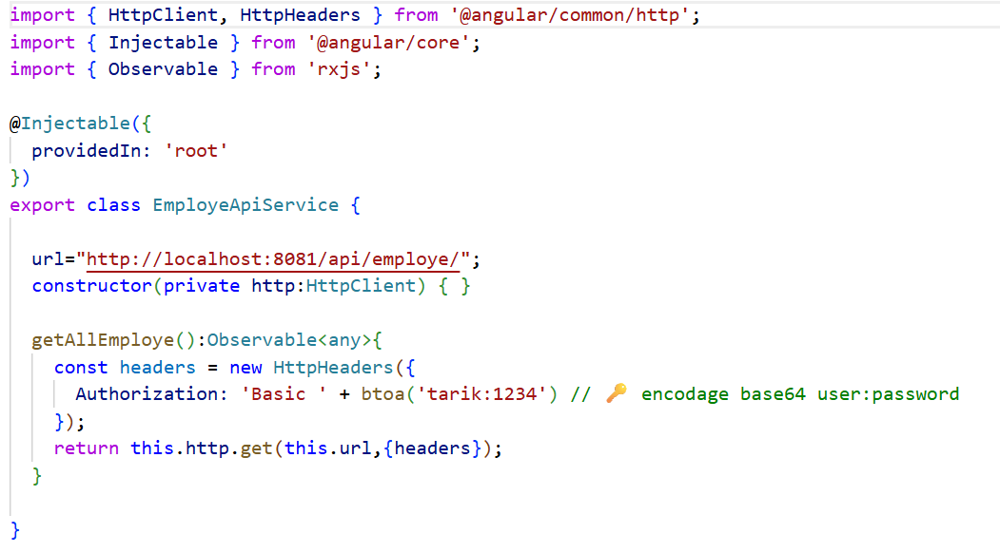 import { HttpClient, HttpHeaders } from '@angular/common/http';
import { Injectable } from '@angular/core';
import { Observable } from 'rxjs';
@Injectable({
providedIn: 'root'
})
export class EmployeApiService {
url="http://localhost:8081/api/employe/";
constructor(private http:HttpClient) { }
getAllEmploye():Observable<any>{
const headers = new HttpHeaders({
Authorization: 'Basic ' + btoa('tarik:1234') // 🔑 encodage base64 user:password
});
return this.http.get(this.url,{headers});
}
}